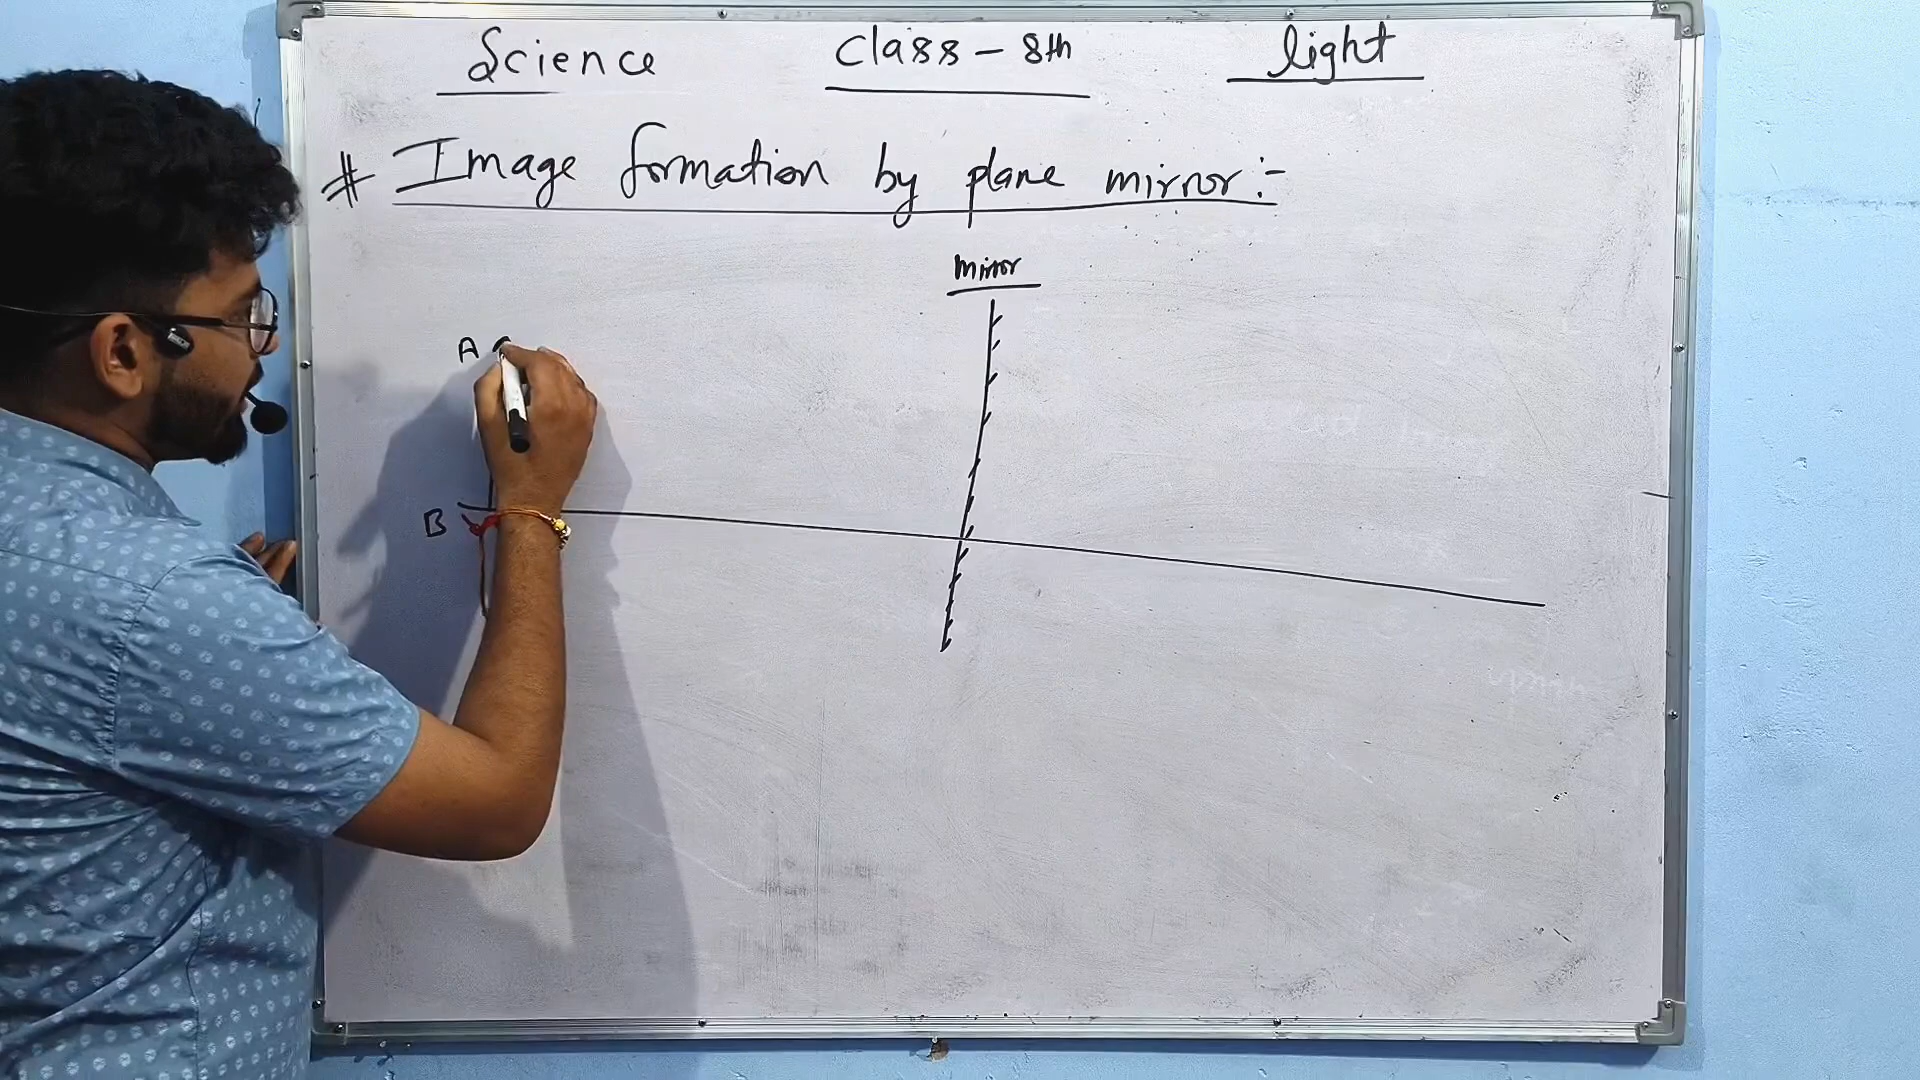 Science Class - 8th light
# Image formation by plane mirror :-
mirror
A
B